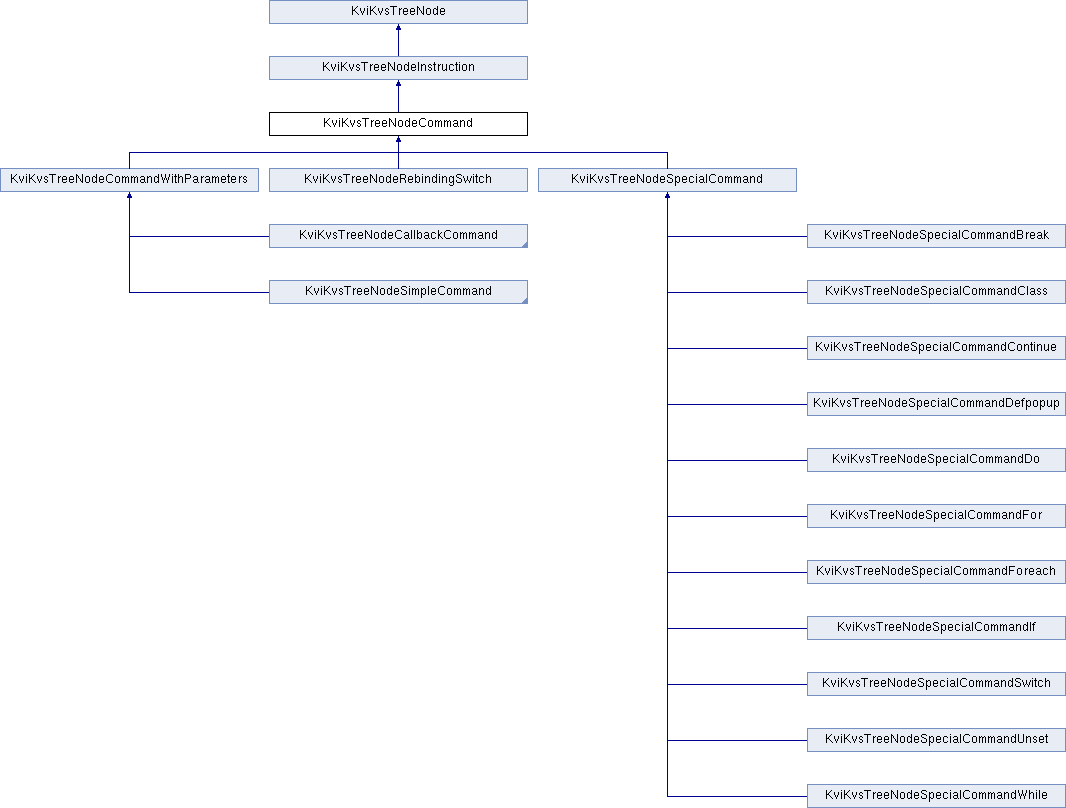 KviKvsTreeNode
KviKvsTreeNodeInstruction
KviKvsTreeNodeCommand
KviKvsTreeNodeCommandWithParameters
KviKvsTreeNodeRebindingSwitch
KviKvsTreeNodeSpecialCommand
KviKvsTreeNodeCallbackCommand
KviKvsTreeNodeSpecialCommandBreak
KviKvsTreeNodeSimpleCommand
KviKvsTreeNodeSpecialCommandClass
KviKvsTreeNodeSpecialCommandContinue
KviKvsTreeNodeSpecialCommandDefpopup
KviKvsTreeNodeSpecialCommandDo
KviKvsTreeNodeSpecialCommandFor
KviKvsTreeNodeSpecialCommandForeach
KviKvsTreeNodeSpecialCommandIf
KviKvsTreeNodeSpecialCommandSwitch
KviKvsTreeNodeSpecialCommandUnset
KviKvsTreeNodeSpecialCommandWhile